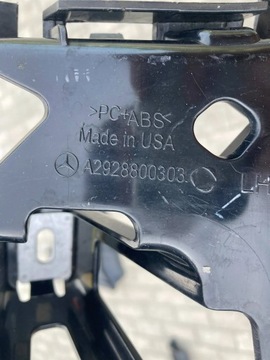 >PC+ABS<
Made in USA
A2928800303
LH